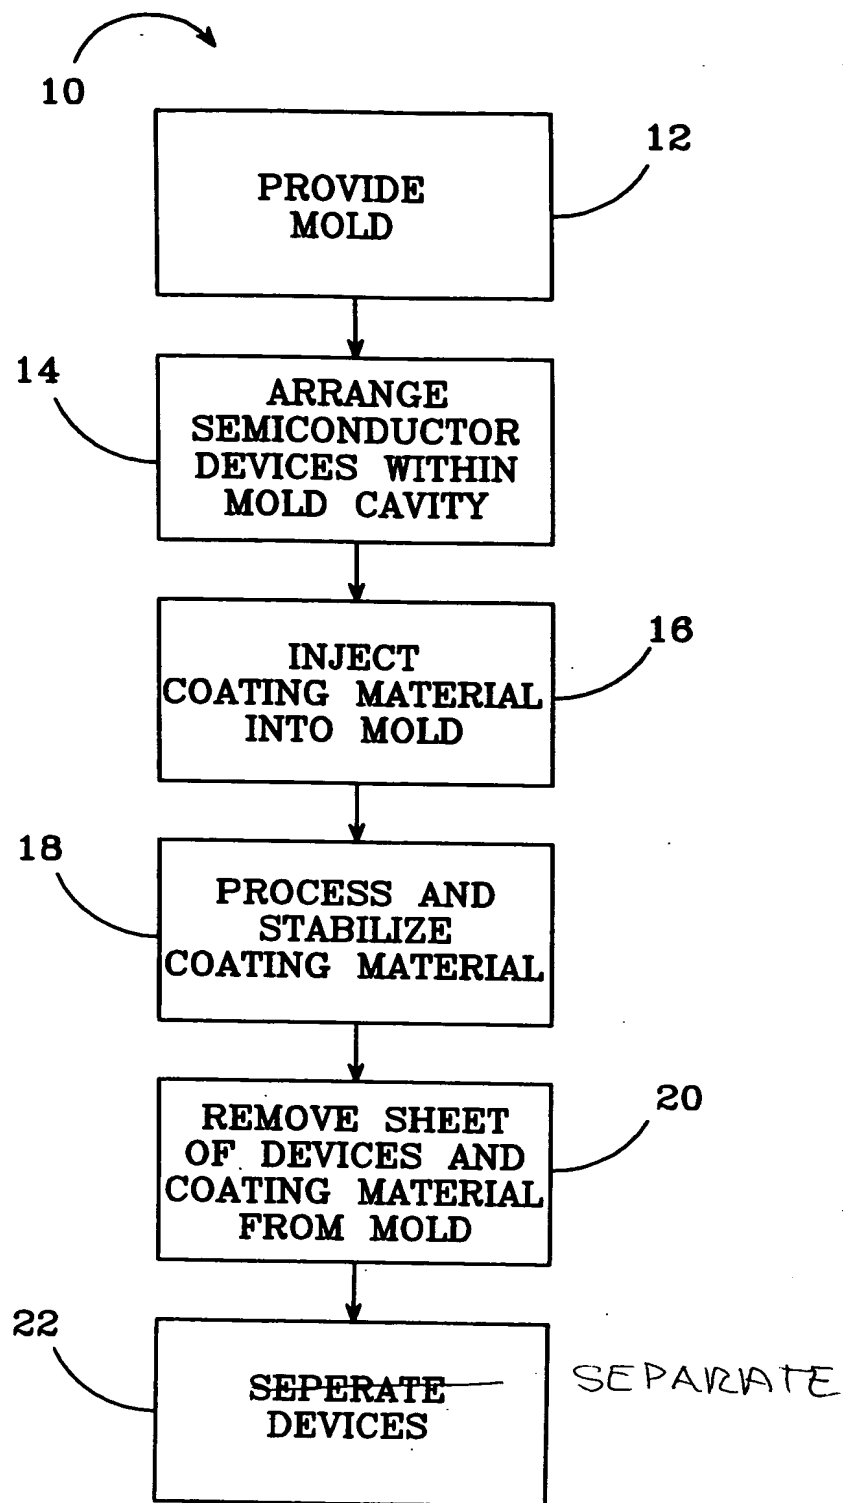 10
PROVIDE
MOLD
12
14
ARRANGE
SEMICONDUCTOR
DEVICES WITHIN
MOLD CAVITY
INJECT
COATING MATERIAL
INTO MOLD
16
18
PROCESS AND
STABILIZE
COATING MATERIAL
REMOVE SHEET
OF DEVICES AND
COATING MATERIAL
FROM MOLD
20
22
SEPERATE SEPARATE
DEVICES